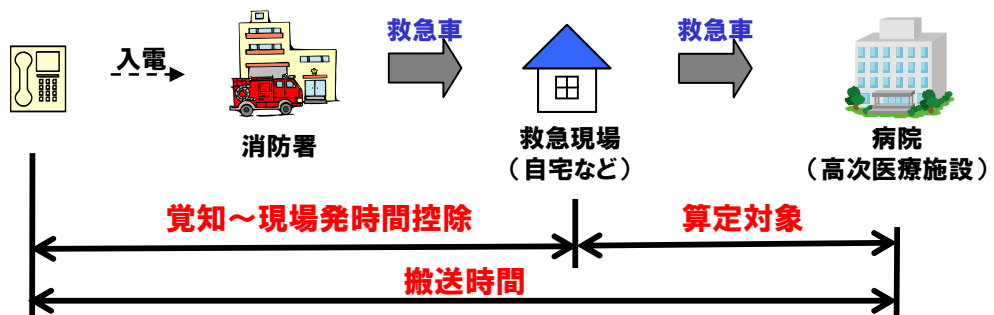 入電
救急車
救急車
消防署
救急現場
（自宅など）
病院
（高次医療施設）
覚知～現場発時間控除
算定対象
搬送時間